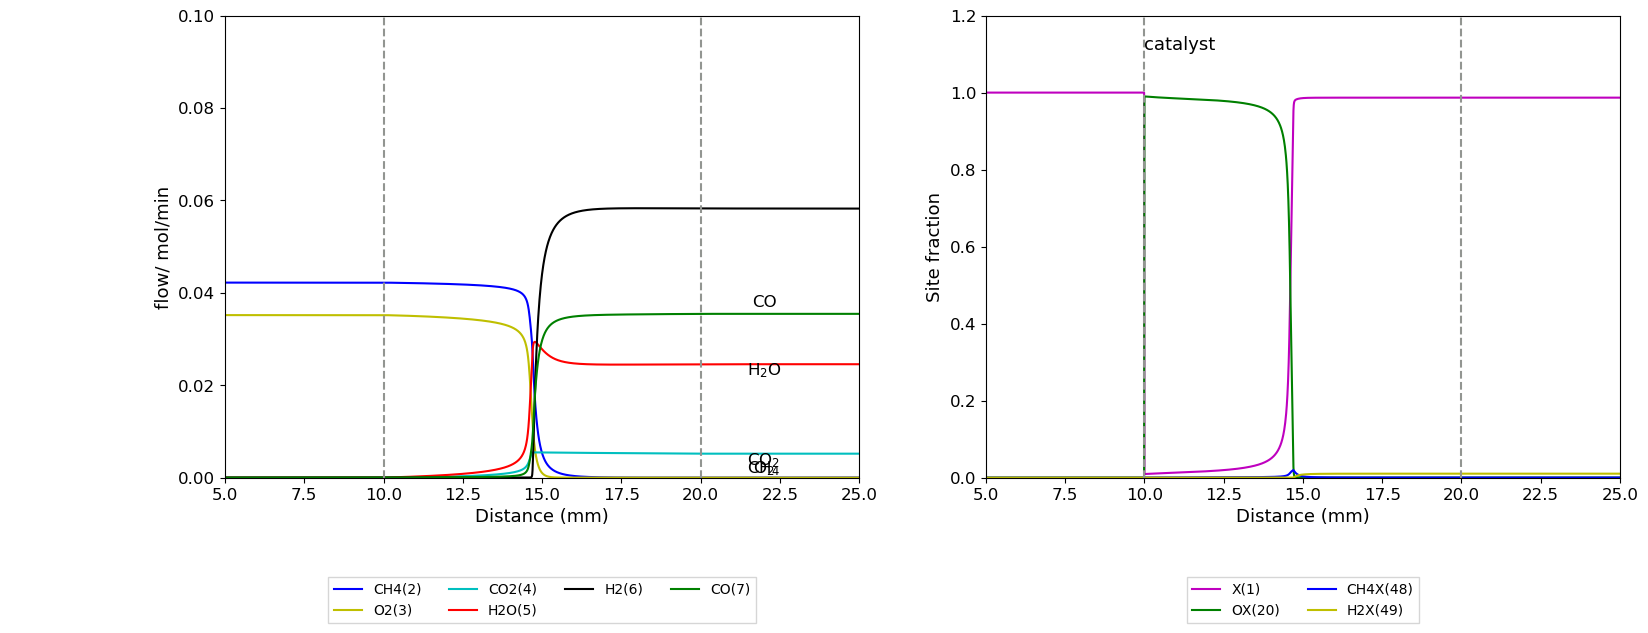 0.10
0.08
0.06
0.04
0.02
0.00
flow/ mol/min
CO
H₂O
CO₂
CH₄
O₂
5.0 7.5 10.0 12.5 15.0 17.5 20.0 22.5 25.0
Distance (mm)
CH4(2) CO2(4) H2(6) CO(7)
O2(3) H2O(5)
1.2
1.0
0.8
0.6
0.4
0.2
0.0
Site fraction
catalyst
5.0 7.5 10.0 12.5 15.0 17.5 20.0 22.5 25.0
Distance (mm)
X(1) CH4X(48)
OX(20) H2X(49)